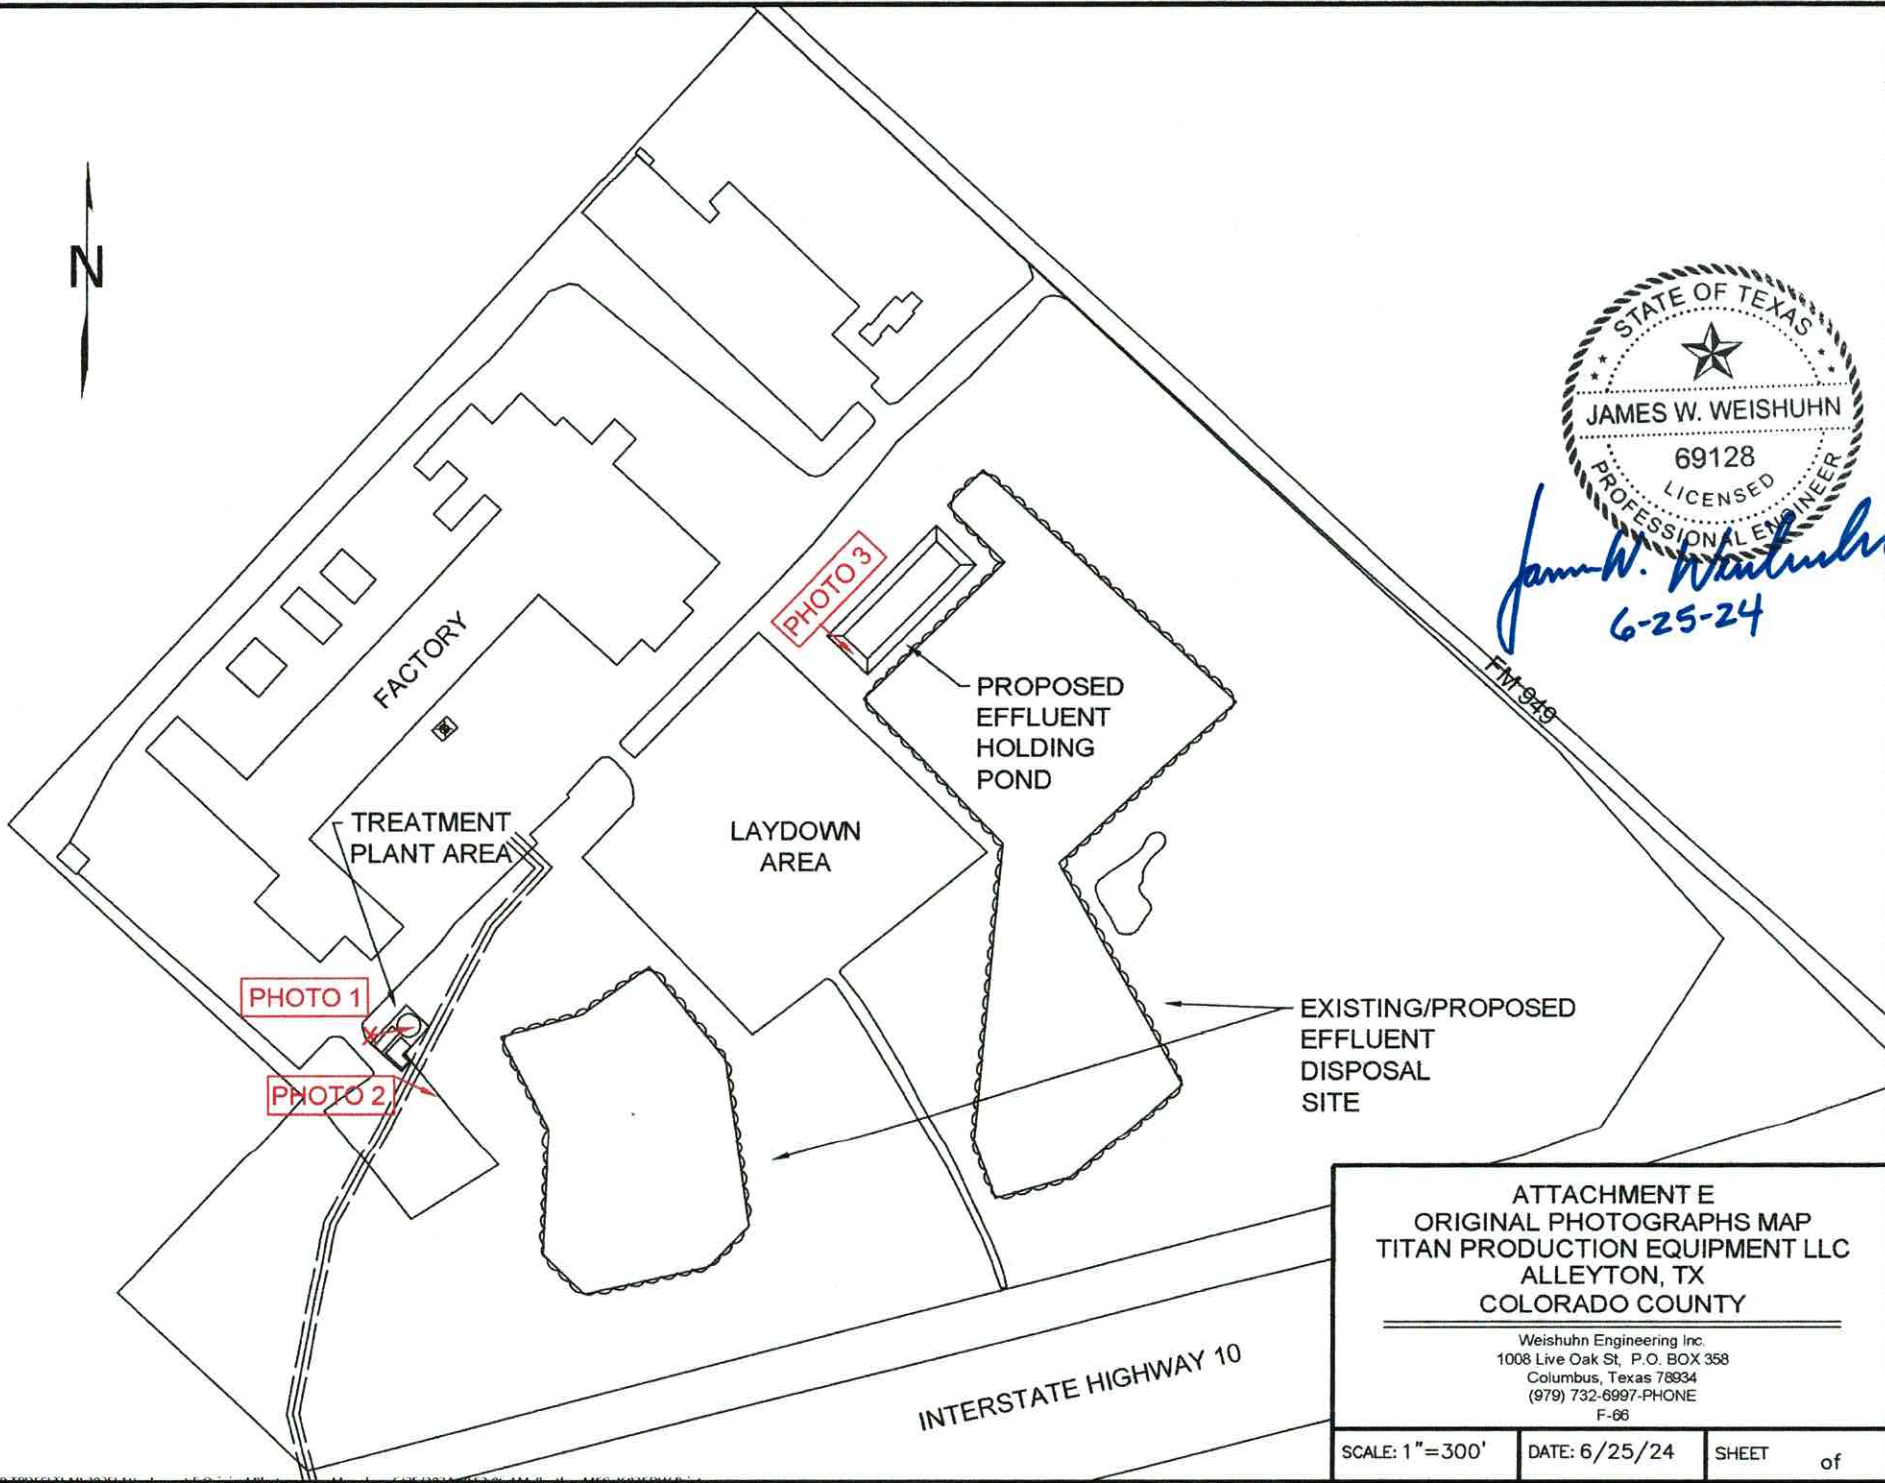 N
STATE OF TEXAS
JAMES W. WEISHUHN
69128
LICENSED
PROFESSIONAL ENGINEER
James W. Weishuhn
6-25-24
FM 949
PHOTO 3
PROPOSED
EFFLUENT
HOLDING
POND
FACTORY
TREATMENT
PLANT AREA
LAYDOWN
AREA
PHOTO 1
PHOTO 2
EXISTING/PROPOSED
EFFLUENT
DISPOSAL
SITE
INTERSTATE HIGHWAY 10
ATTACHMENT E
ORIGINAL PHOTOGRAPHS MAP
TITAN PRODUCTION EQUIPMENT LLC
ALLEYTON, TX
COLORADO COUNTY
Weishuhn Engineering Inc.
1008 Live Oak St, P.O. BOX 358
Columbus, Texas 78934
(979) 732-6997-PHONE
F-66
SCALE: 1"=300'
DATE: 6/25/24
SHEET of